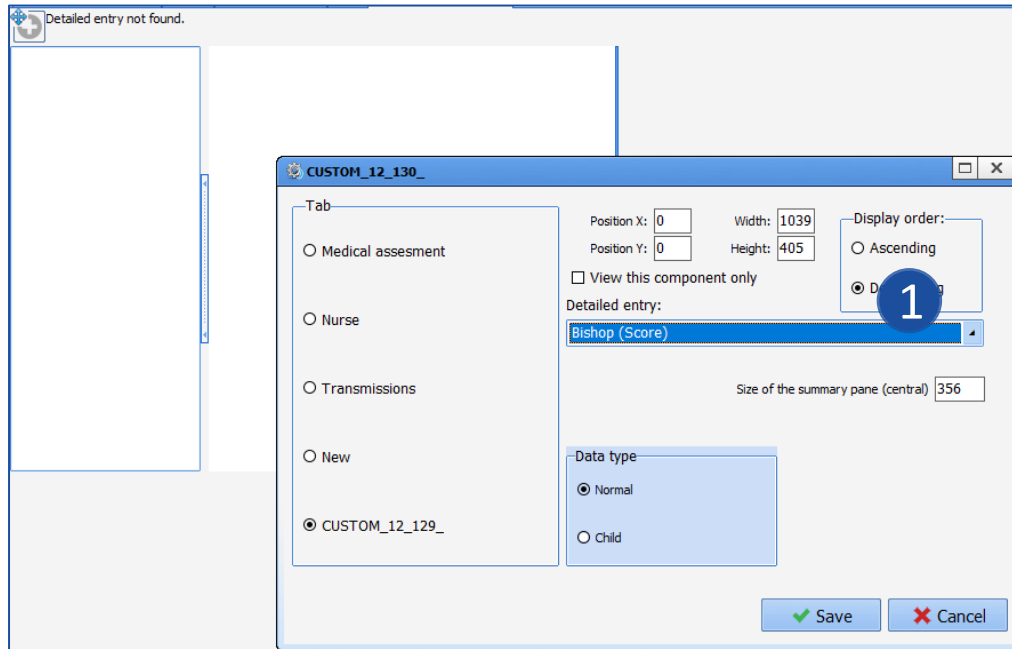 Detailed entry not found.
CUSTOM_12_130_
Tab
Medical assesment
Nurse
Transmissions
New
CUSTOM_12_129_
Position X: 0 Width: 1039
Position Y: 0 Height: 405
View this component only
Display order:
Ascending
1
Detailed entry:
Bishop (Score)
Size of the summary pane (central) 356
Data type
Normal
Child
Save Cancel